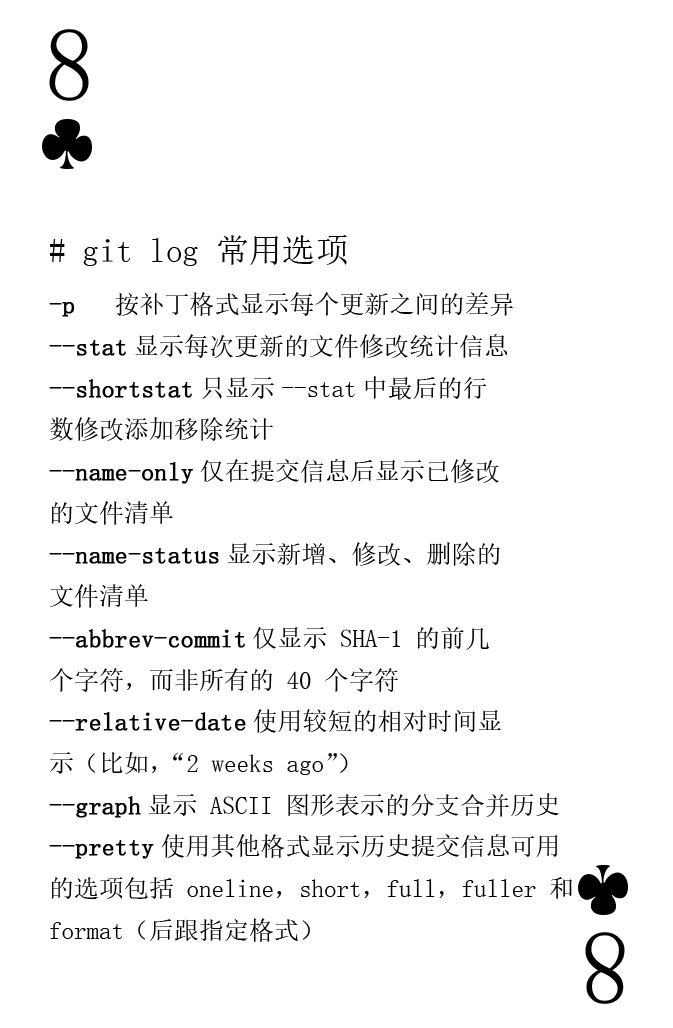 8
# git log 常用选项
-p 按补丁格式显示每个更新之间的差异
--stat 显示每次更新的文件修改统计信息
--shortstat 只显示 --stat 中最后的行
数修改添加移除统计
--name-only 仅在提交信息后显示已修改
的文件清单
--name-status 显示新增、修改、删除的
文件清单
--abbrev-commit 仅显示 SHA-1 的前几
个字符，而非所有的 40 个字符
--relative-date 使用较短的相对时间显
示（比如，“2 weeks ago”）
--graph 显示 ASCII 图形表示的分支合并历史
--pretty 使用其他格式显示历史提交信息可用
的选项包括 oneline，short，full，fuller 和
format（后跟指定格式）
8